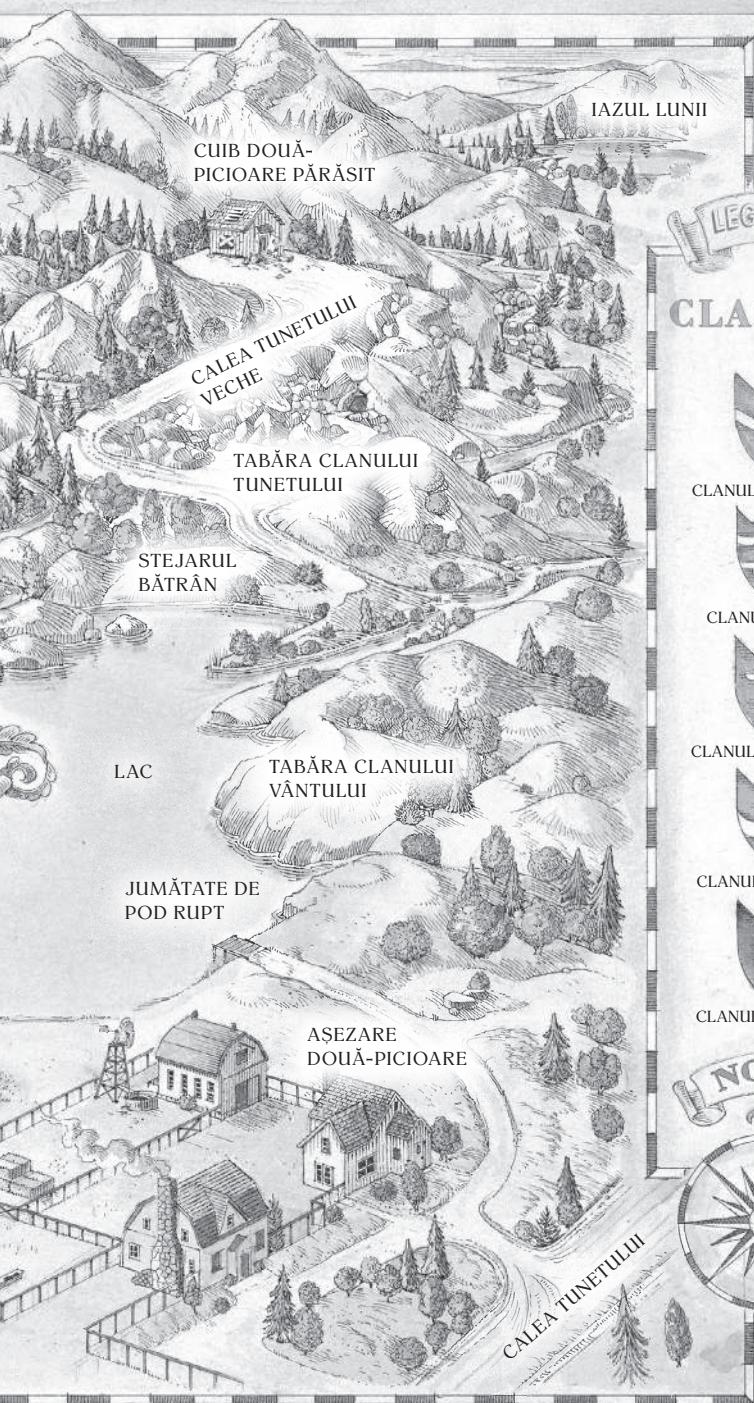 IAZUL LUNII
CUIB DOUĂ-
PICIOARE PĂRĂSIT
CALEA TUNETULUI
VECHE
TABĂRA CLANULUI
TUNETULUI
STEJARUL
BĂTRÂN
LAC
TABĂRA CLANULUI
VÂNTULUI
JUMĂTATE DE
POD RUPT
AȘEZARE
DOUĂ-PICIOARE
CALEA TUNETULUI
CLANUL
CLANUL